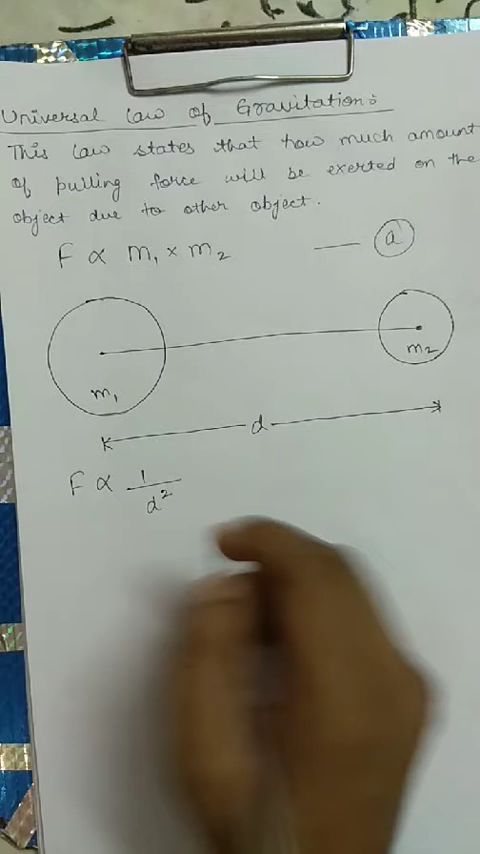 Universal Law of Gravitation:
This law states that how much amount
of pulling force will be exerted on the
object due to other object.
F ∝ m₁ × m₂ — (a)
m₁ m₂
d
F ∝ 1/d²